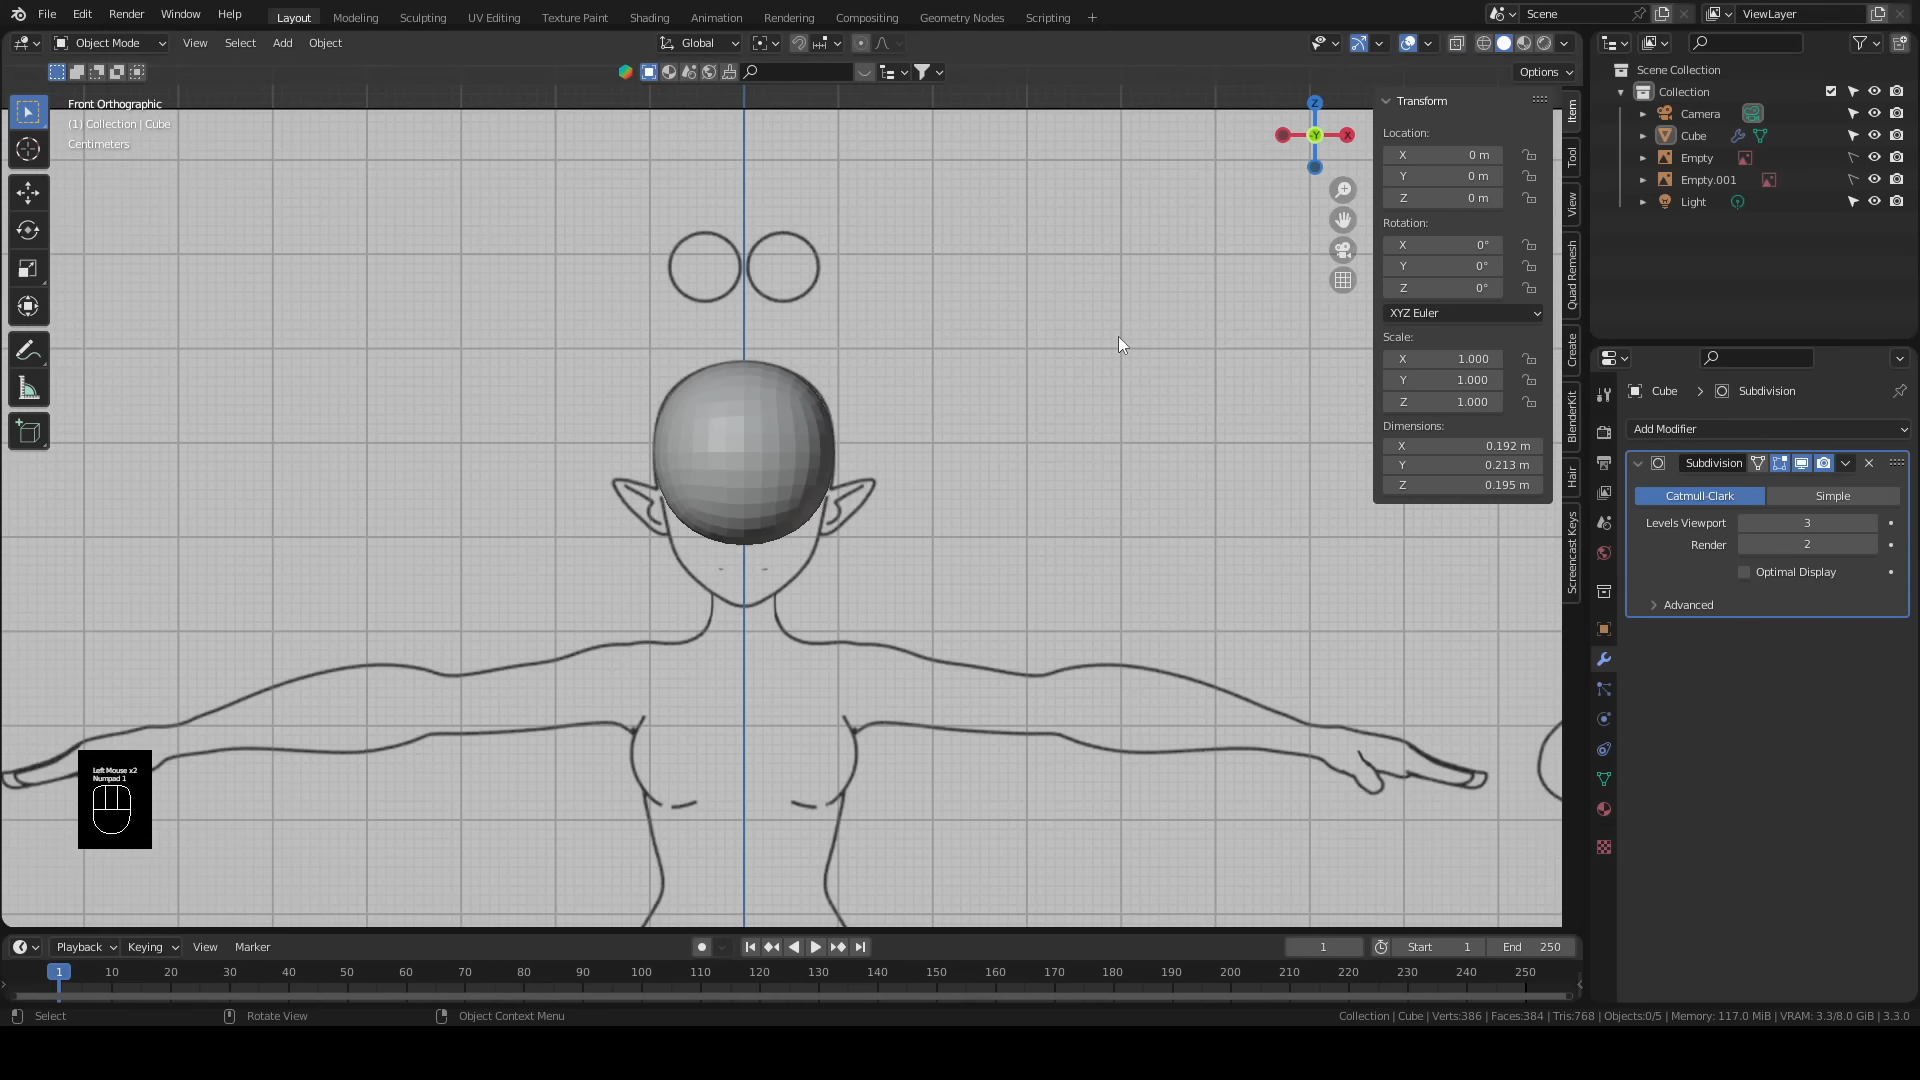 File Edit Render Window Help Layout Modeling Sculpting UV Editing Texture Paint Shading Animation Rendering Compositing Geometry Nodes Scripting + Scene ViewLayer
Object Mode View Select Add Object Global
Options
Front Orthographic
(1) Collection | Cube
Centimeters
Z
Y
X
Transform
Location:
X 0 m
Y 0 m
Z 0 m
Rotation:
X 0°
Y 0°
Z 0°
XYZ Euler
Scale:
X 1.000
Y 1.000
Z 1.000
Dimensions:
X 0.192 m
Y 0.213 m
Z 0.195 m
Item
Tool
View
Quad Remesh
Create
BlenderKit
Hair
Screencast Keys
Scene Collection
Collection
Camera
Cube
Empty
Empty.001
Light
Cube > Subdivision
Add Modifier
Subdivision
Catmull-Clark Simple
Levels Viewport 3
Render 2
Optimal Display
Advanced
Left Mouse x2
Numpad 1
Playback Keying View Marker 1 Start 1 End 250
1 10 20 30 40 50 60 70 80 90 100 110 120 130 140 150 160 170 180 190 200 210 220 230 240 250
Select Rotate View Object Context Menu Collection | Cube | Verts:386 | Faces:384 | Tris:768 | Objects:0/5 | Memory: 117.0 MiB | VRAM: 3.3/8.0 GiB | 3.3.0